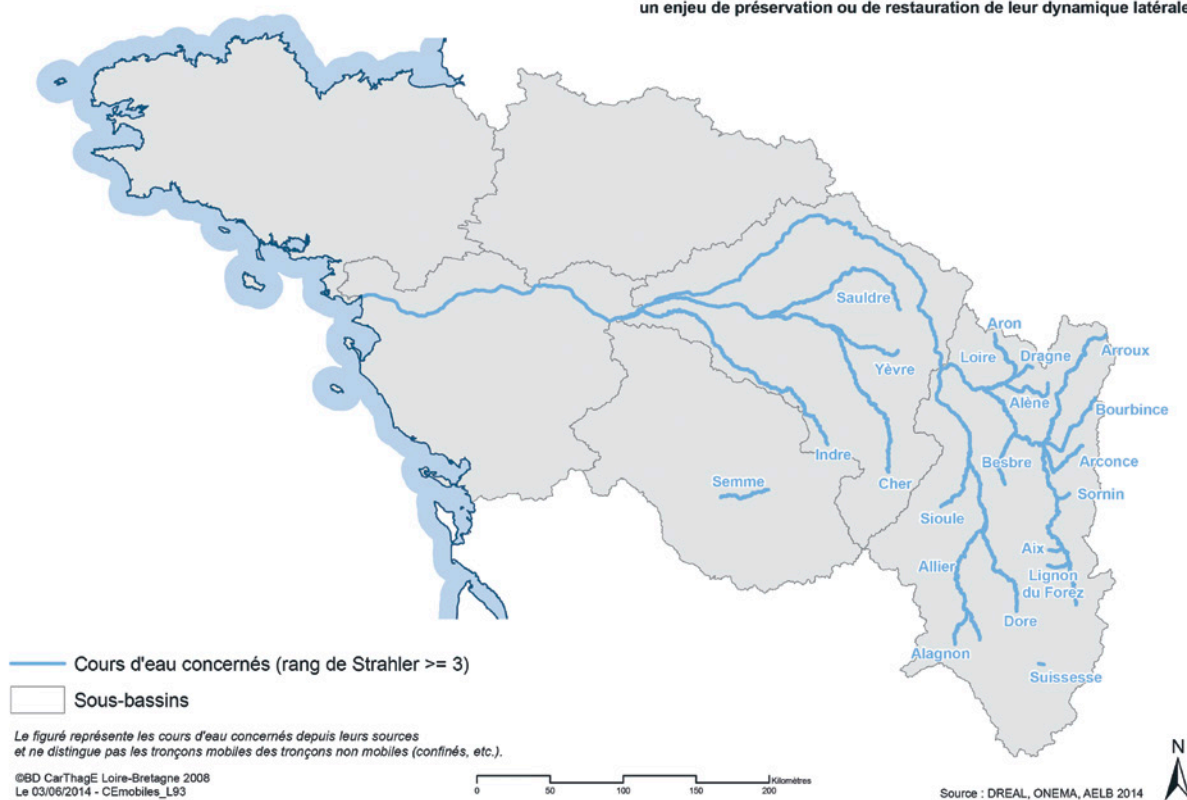 un enjeu de préservation ou de restauration de leur dynamique latérale
Sauldre
Aron
Loire
Dragne
Arroux
Yèvre
Alène
Bourbince
Indre
Besbre
Arconce
Semme
Cher
Sornin
Sioule
Aix
Allier
Lignon
du Forez
Dore
Alagnon
Suissesse
Cours d'eau concernés (rang de Strahler >= 3)
Sous-bassins
Le figuré représente les cours d'eau concernés depuis leurs sources
et ne distingue pas les tronçons mobiles des tronçons non mobiles (confinés, etc.).
©BD CarThagE Loire-Bretagne 2008
Le 03/06/2014 - CEmobiles_L93
Kilomètres
0 50 100 150 200
Source : DREAL, ONEMA, AELB 2014
N